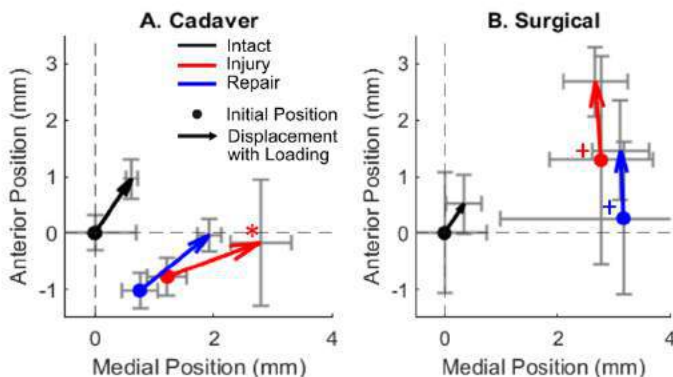 A. Cadaver
B. Surgical
Intact
Injury
Repair
Initial Position
Displacement
with Loading
Anterior Position (mm)
3
2
1
0
-1
*
0
2
4
Medial Position (mm)
Anterior Position (mm)
3
2
1
0
-1
+
+
0
2
4
Medial Position (mm)